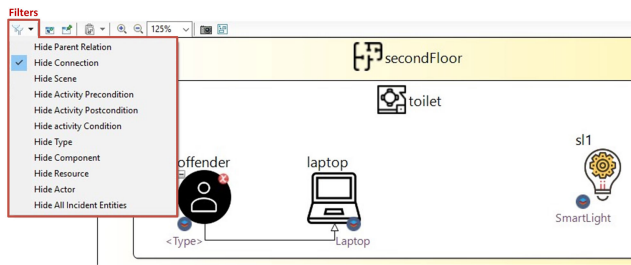 Filters
125%
Hide Parent Relation
Hide Connection
Hide Scene
Hide Activity Precondition
Hide Activity Postcondition
Hide activity Condition
Hide Type
Hide Component
Hide Resource
Hide Actor
Hide All Incident Entities
secondFloor
toilet
offender
laptop
sl1
<Type>
Laptop
SmartLight